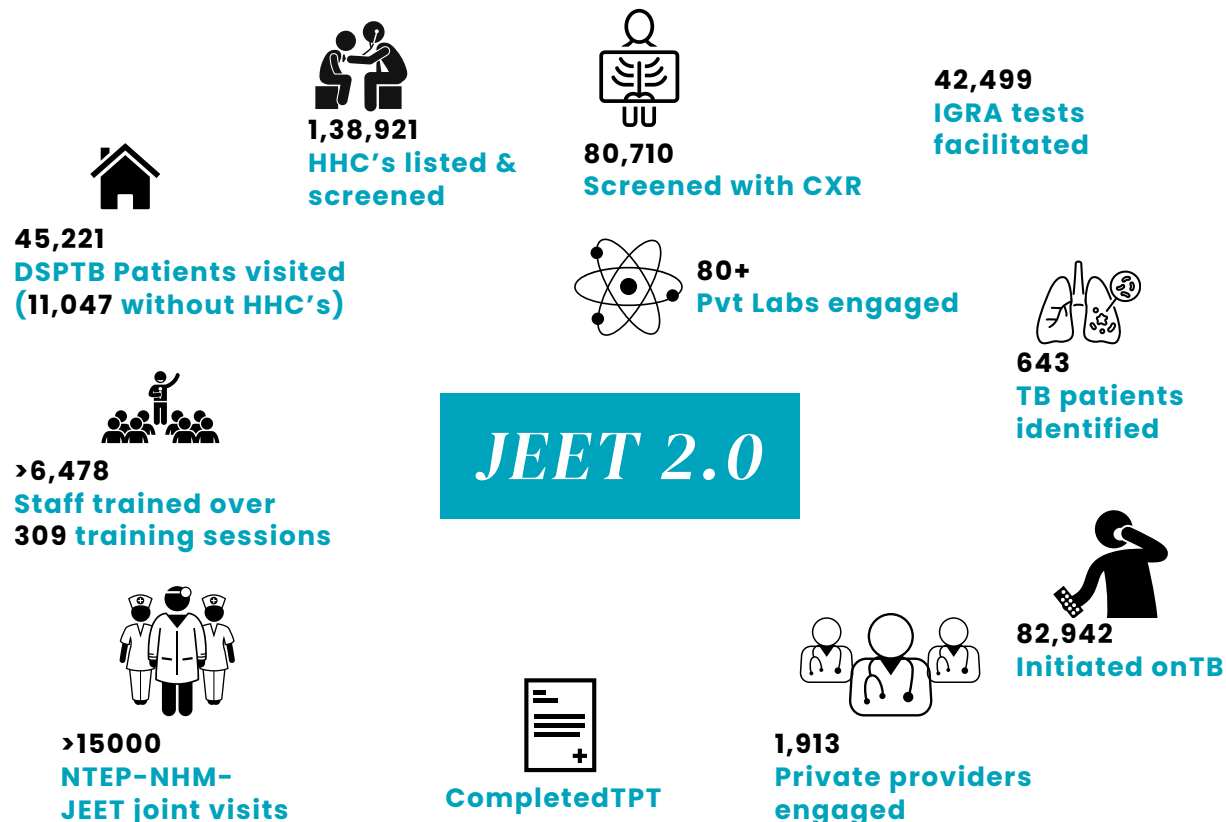 1,38,921
HHC's listed &
screened
80,710
Screened with CXR
42,499
IGRA tests
facilitated
45,221
DSPTB Patients visited
(11,047 without HHC's)
80+
Pvt Labs engaged
643
TB patients
identified
>6,478
Staff trained over
309 training sessions
JEET 2.0
82,942
Initiated onTB
>15000
NTEP-NHM-
JEET joint visits
CompletedTPT
1,913
Private providers
engaged